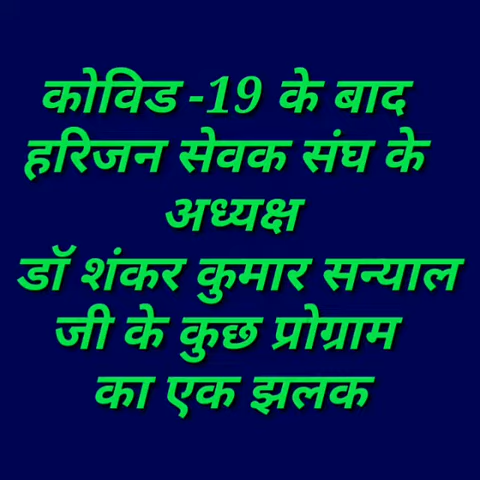 कोविड -19 के बाद
हरिजन सेवक संघ के
अध्यक्ष
डॉ शंकर कुमार सन्याल
जी के कुछ प्रोग्राम
का एक झलक